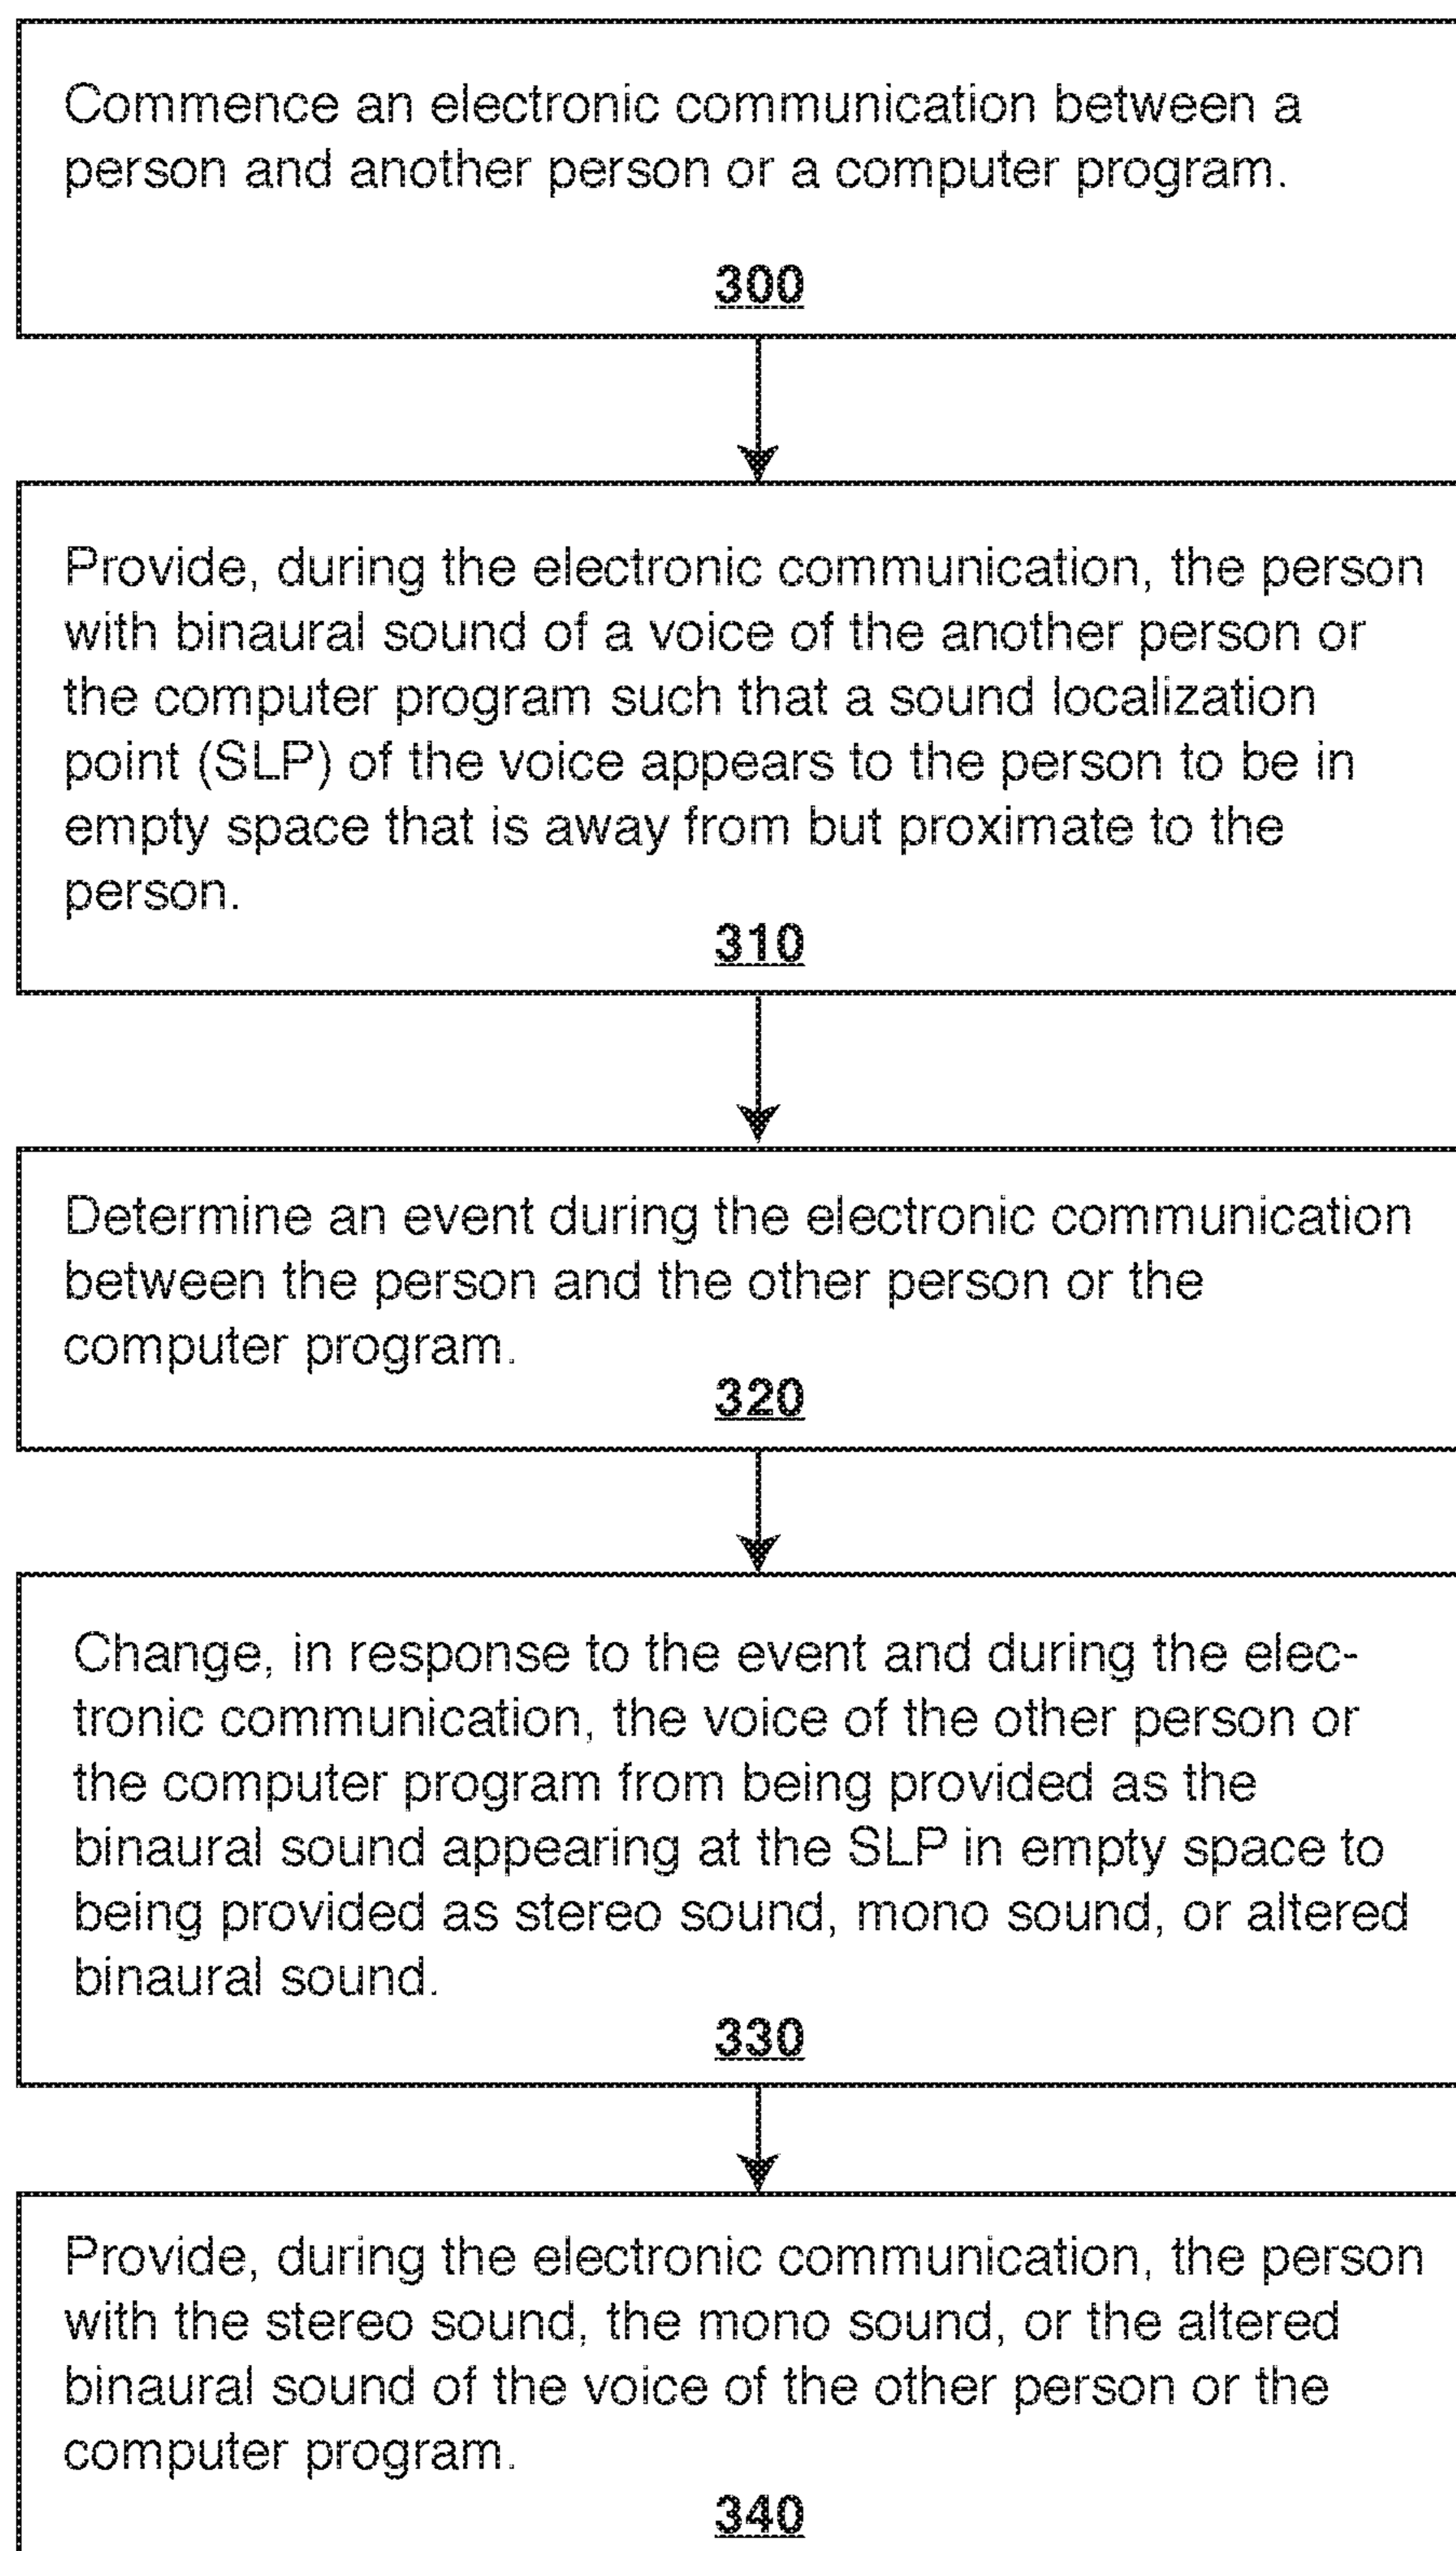 Commence an electronic communication between a
person and another person or a computer program.
300
Provide, during the electronic communication, the person
with binaural sound of a voice of the another person or
the computer program such that a sound localization
point (SLP) of the voice appears to the person to be in
empty space that is away from but proximate to the
person.
310
Determine an event during the electronic communication
between the person and the other person or the
computer program.
320
Change, in response to the event and during the elec-
tronic communication, the voice of the other person or
the computer program from being provided as the
binaural sound appearing at the SLP in empty space to
being provided as stereo sound, mono sound, or altered
binaural sound.
330
Provide, during the electronic communication, the person
with the stereo sound, the mono sound, or the altered
binaural sound of the voice of the other person or the
computer program.
340